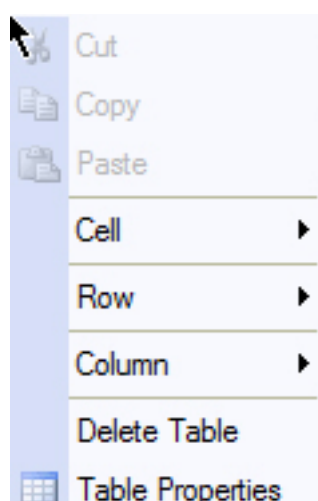 Cut
Copy
Paste
Cell
Row
Column
Delete Table
Table Properties